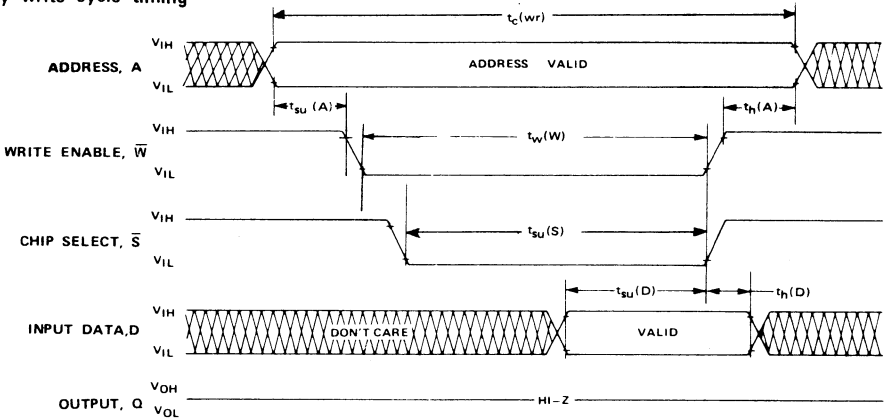 y write cycle timing
tc(wr)
VIH
ADDRESS, A
ADDRESS VALID
VIL
tsu (A)
th(A)
VIH
WRITE ENABLE, W̅
tw(W)
VIL
VIH
CHIP SELECT, S̅
tsu(S)
VIL
tsu(D)
th(D)
VIH
INPUT DATA,D
DON'T CARE
VALID
VIL
VOH
OUTPUT, Q
HI-Z
VOL